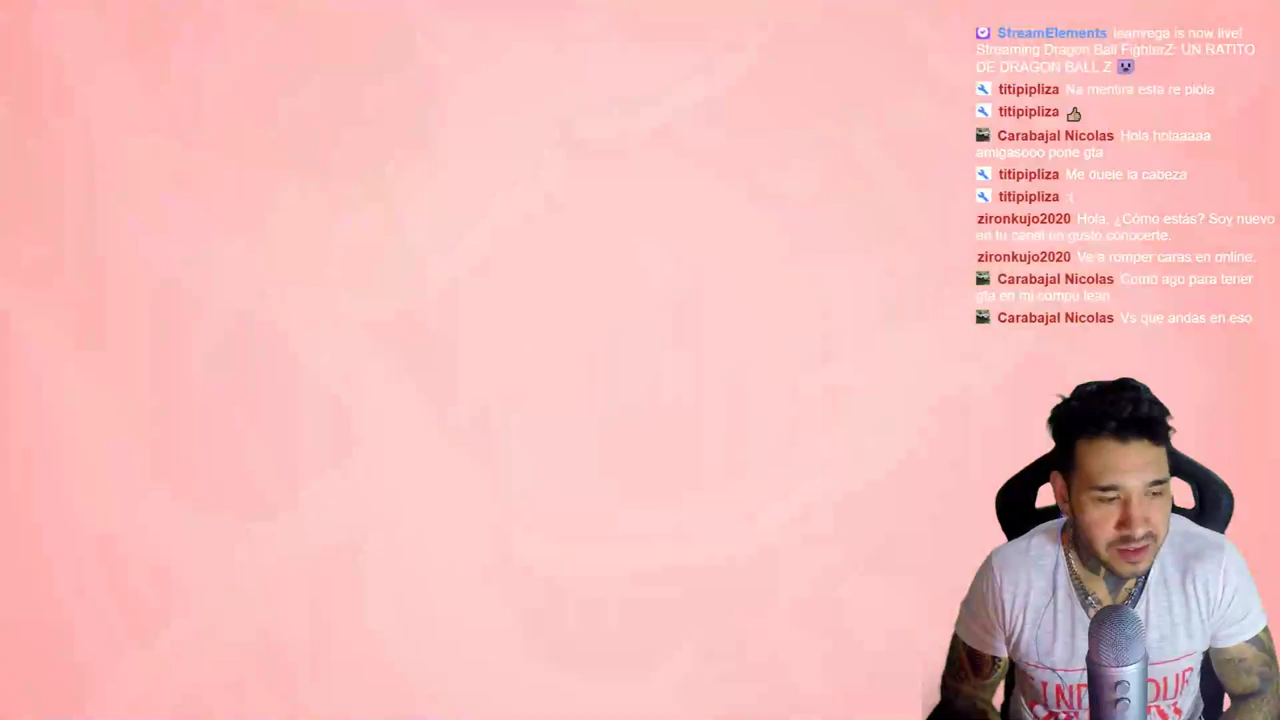 StreamElements leanvega is now live!
Streaming Dragon Ball FighterZ: UN RATITO
DE DRAGON BALL Z
titipipliza Na mentira esta re piola
titipipliza
Carabajal Nicolas Hola holaaaaa
amigasooo pone gta
titipipliza Me duele la cabeza
titipipliza :(
zironkujo2020 Hola, ¿Cómo estás? Soy nuevo
en tu canal un gusto conocerte.
zironkujo2020 Ve a romper caras en online.
Carabajal Nicolas Como ago para tener
gta en mi compu lean
Carabajal Nicolas Vs que andas en eso